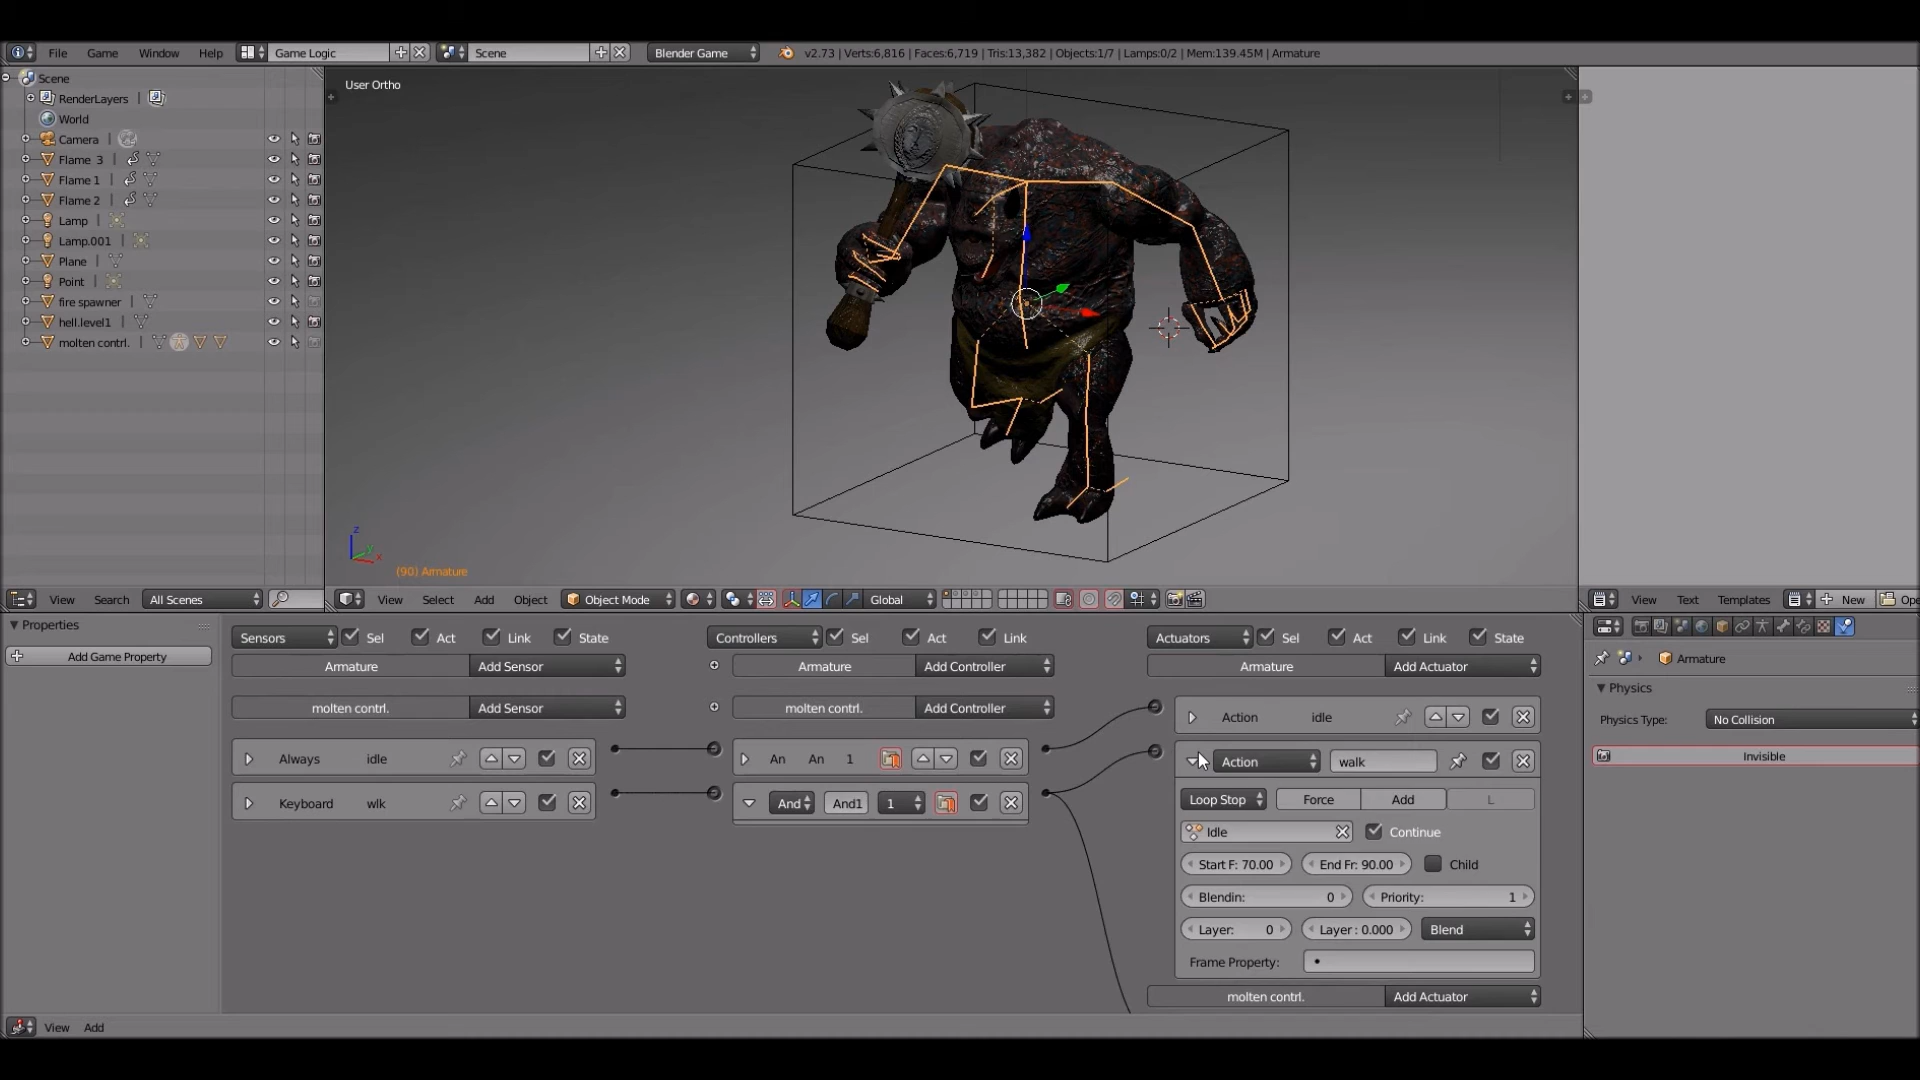 File Game Window Help Game Logic Scene Blender Game v2.73 | Verts:6,816 | Faces:6,719 | Tris:13,382 | Objects:1/7 | Lamps:0/2 | Mem:139.45M | Armature
Scene
RenderLayers |
World
Camera |
Flame 3
Flame 1
Flame 2
Lamp |
Lamp.001 |
Plane |
Point |
fire spawner |
hell.level1 |
molten contrl. |
User Ortho
z
y
x
(90) Armature
View Search All Scenes
View Select Add Object Object Mode Global
View Text Templates New Ope
Properties
Add Game Property
Sensors Sel Act Link State
Armature Add Sensor
molten contrl. Add Sensor
Always idle
Keyboard wlk
Controllers Sel Act Link
Armature Add Controller
molten contrl. Add Controller
An An 1
And And1 1
Actuators Sel Act Link State
Armature Add Actuator
Action idle
Action walk
Loop Stop Force Add L
Idle Continue
Start F: 70.00 End Fr: 90.00 Child
Blendin: 0 Priority: 1
Layer: 0 Layer : 0.000 Blend
Frame Property:
molten contrl. Add Actuator
Armature
Physics
Physics Type: No Collision
Invisible
View Add